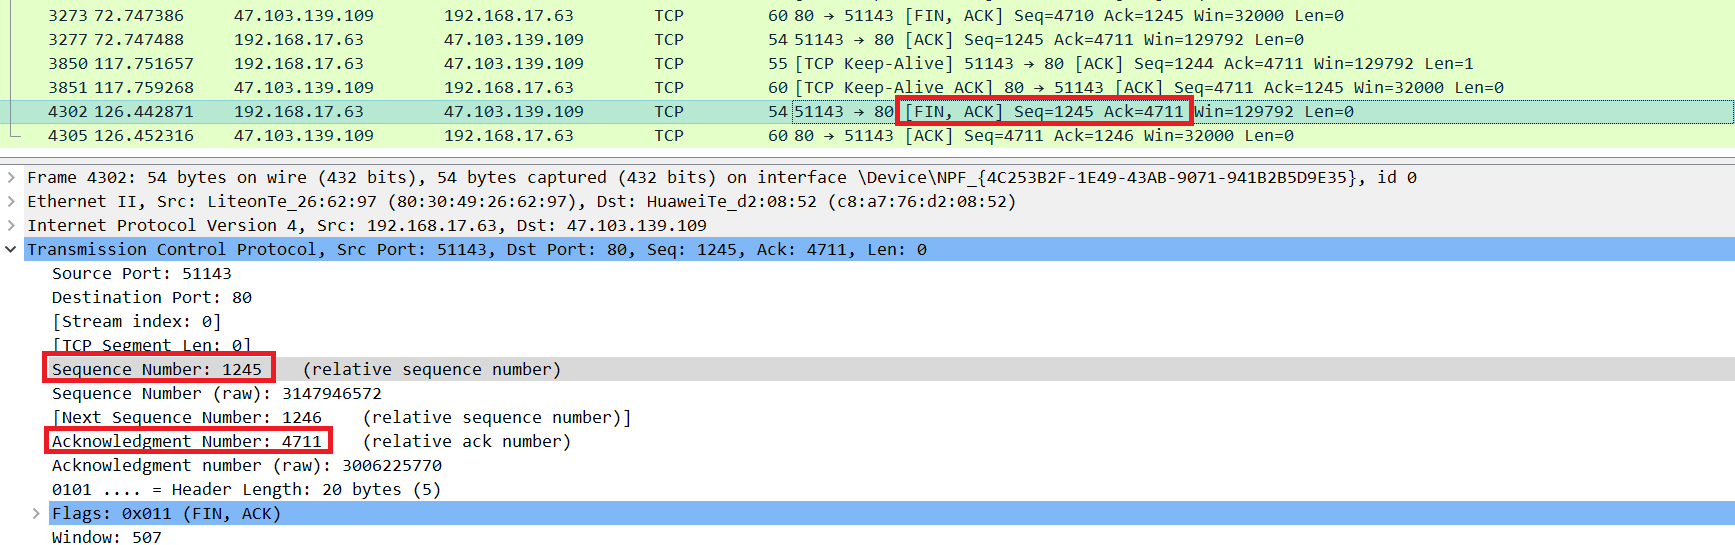 3273 72.747386 47.103.139.109 192.168.17.63 TCP 60 80 → 51143 [FIN, ACK] Seq=4710 Ack=1245 Win=32000 Len=0
3277 72.747488 192.168.17.63 47.103.139.109 TCP 54 51143 → 80 [ACK] Seq=1245 Ack=4711 Win=129792 Len=0
3850 117.751657 192.168.17.63 47.103.139.109 TCP 55 [TCP Keep-Alive] 51143 → 80 [ACK] Seq=1244 Ack=4711 Win=129792 Len=1
3851 117.759268 47.103.139.109 192.168.17.63 TCP 60 [TCP Keep-Alive ACK] 80 → 51143 [ACK] Seq=4711 Ack=1245 Win=32000 Len=0
4302 126.442871 192.168.17.63 47.103.139.109 TCP 54 51143 → 80 [FIN, ACK] Seq=1245 Ack=4711 Win=129792 Len=0
4305 126.452316 47.103.139.109 192.168.17.63 TCP 60 80 → 51143 [ACK] Seq=4711 Ack=1246 Win=32000 Len=0
Frame 4302: 54 bytes on wire (432 bits), 54 bytes captured (432 bits) on interface \Device\NPF_{4C253B2F-1E49-43AB-9071-941B2B5D9E35}, id 0
Ethernet II, Src: LiteonTe_26:62:97 (80:30:49:26:62:97), Dst: HuaweiTe_d2:08:52 (c8:a7:76:d2:08:52)
Internet Protocol Version 4, Src: 192.168.17.63, Dst: 47.103.139.109
Transmission Control Protocol, Src Port: 51143, Dst Port: 80, Seq: 1245, Ack: 4711, Len: 0
Source Port: 51143
Destination Port: 80
[Stream index: 0]
[TCP Segment Len: 0]
Sequence Number: 1245 (relative sequence number)
Sequence Number (raw): 3147946572
[Next Sequence Number: 1246 (relative sequence number)]
Acknowledgment Number: 4711 (relative ack number)
Acknowledgment number (raw): 3006225770
0101 .... = Header Length: 20 bytes (5)
Flags: 0x011 (FIN, ACK)
Window: 507